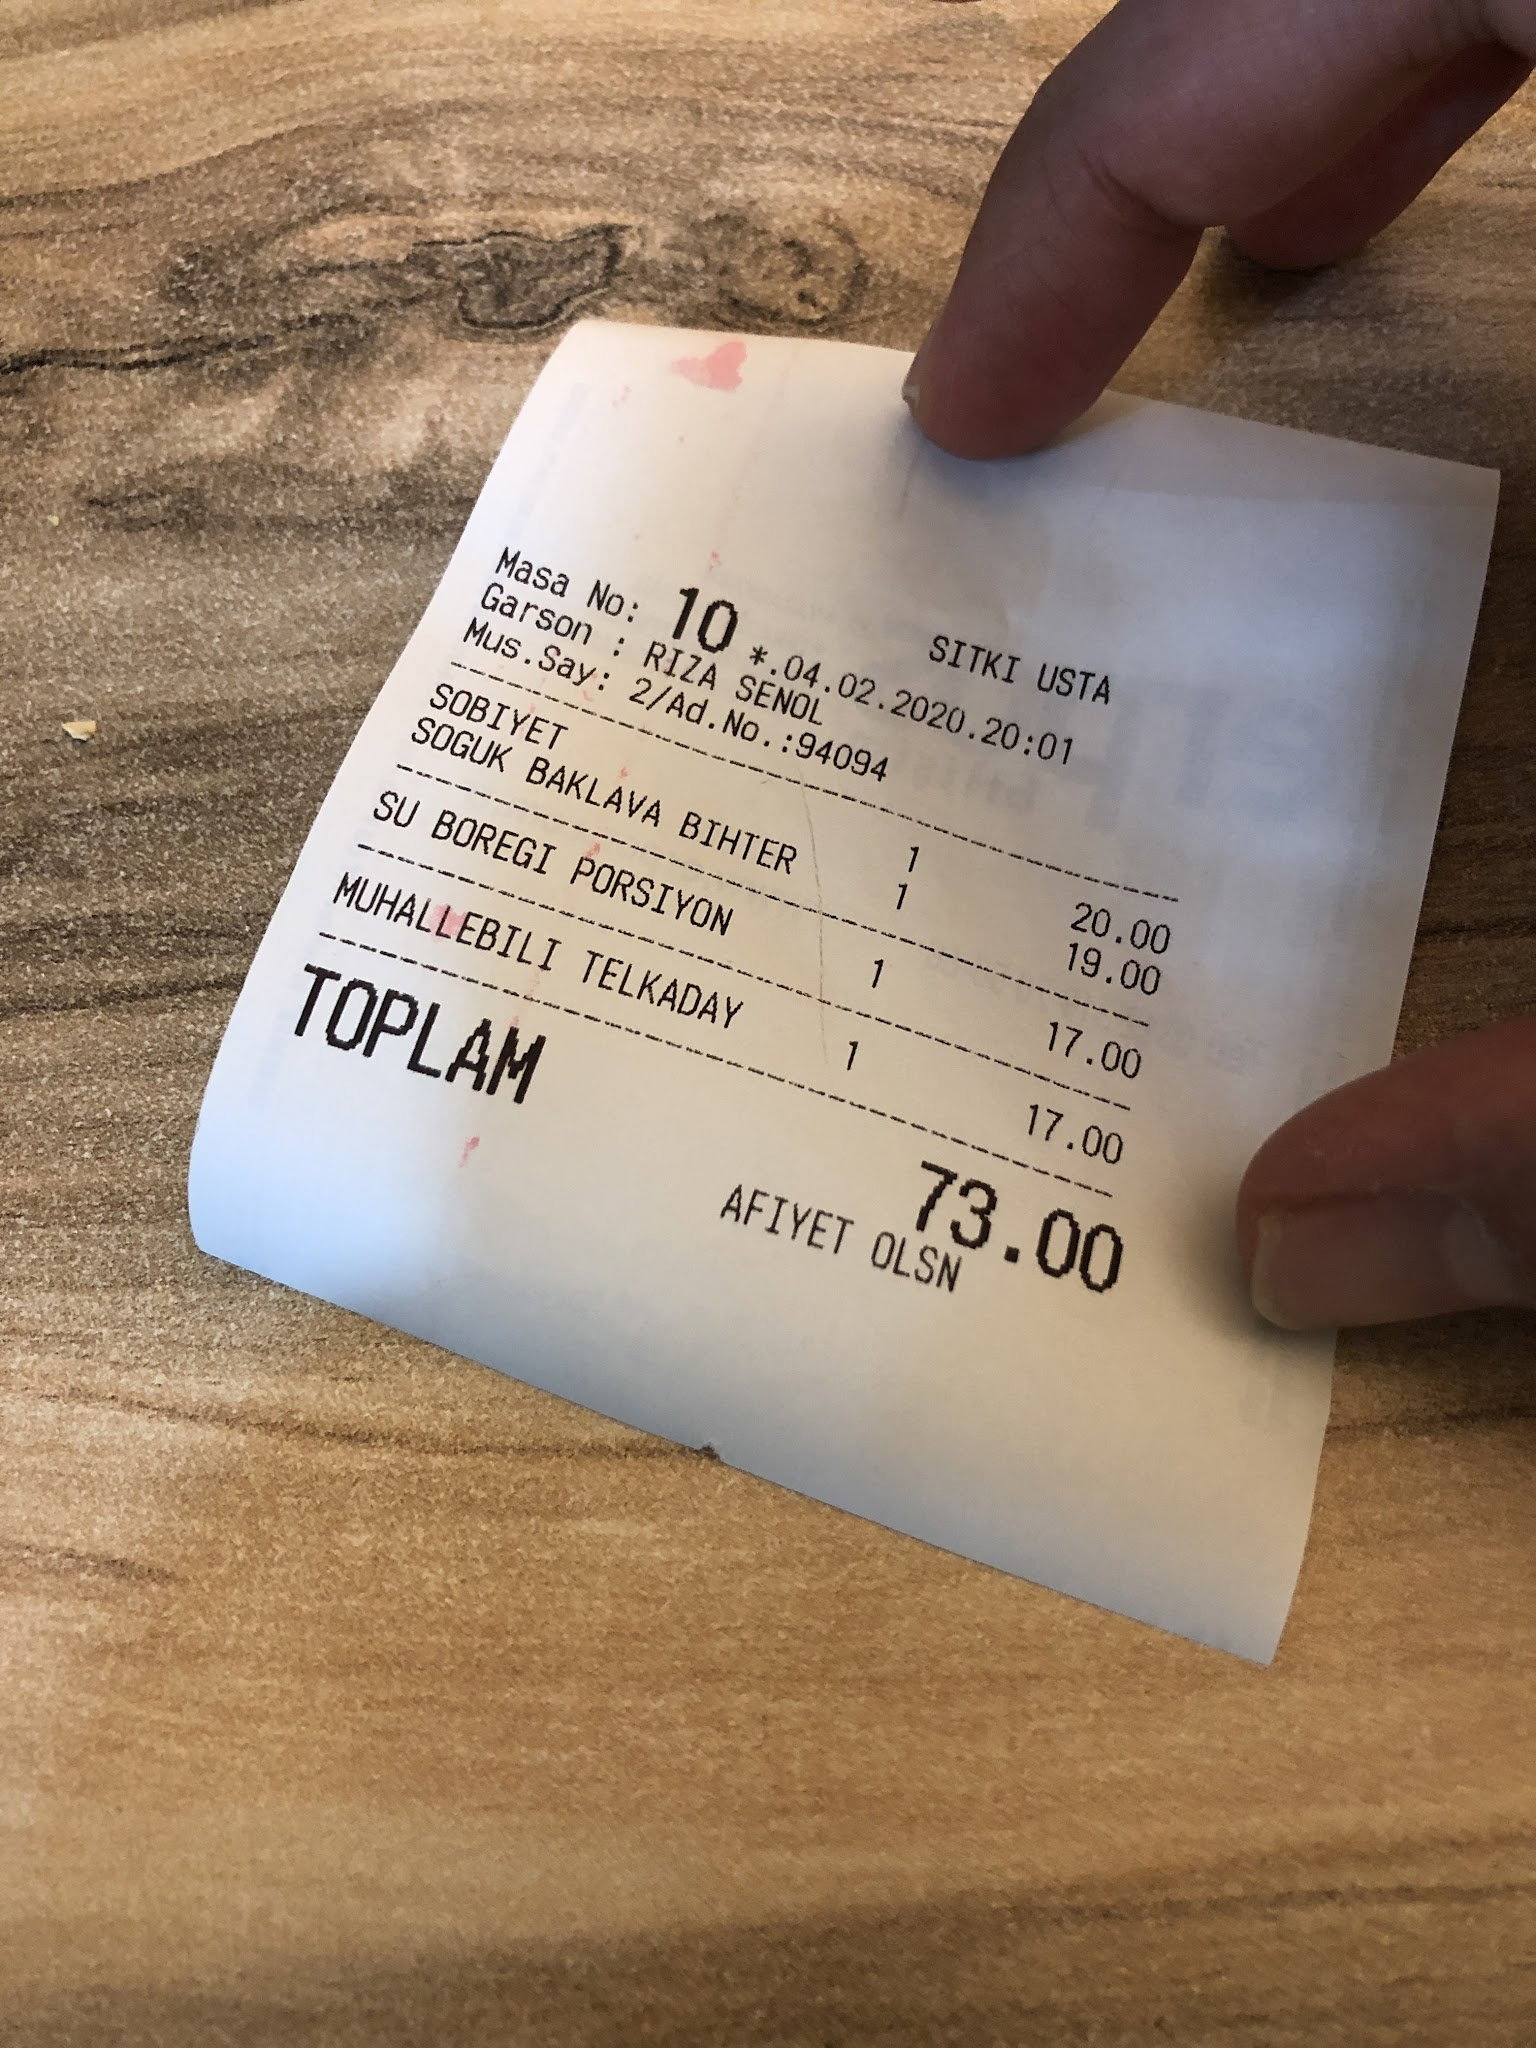 SITKI USTA
Masa No: 10 *.04.02.2020.20:01
Garson : RIZA SENOL
Mus.Say: 2/Ad.No.:94094
SOBIYET 1 20.00
SOGUK BAKLAVA BIHTER 1 19.00
SU BOREGI PORSIYON 1 17.00
MUHALLEBILI TELKADAY 1 17.00
TOPLAM 73.00
AFIYET OLSN